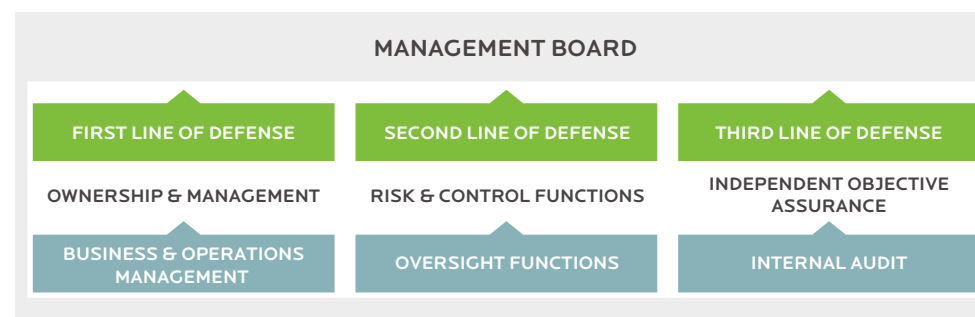 MANAGEMENT BOARD
FIRST LINE OF DEFENSE
SECOND LINE OF DEFENSE
THIRD LINE OF DEFENSE
OWNERSHIP & MANAGEMENT
RISK & CONTROL FUNCTIONS
INDEPENDENT OBJECTIVE
ASSURANCE
BUSINESS & OPERATIONS
MANAGEMENT
OVERSIGHT FUNCTIONS
INTERNAL AUDIT